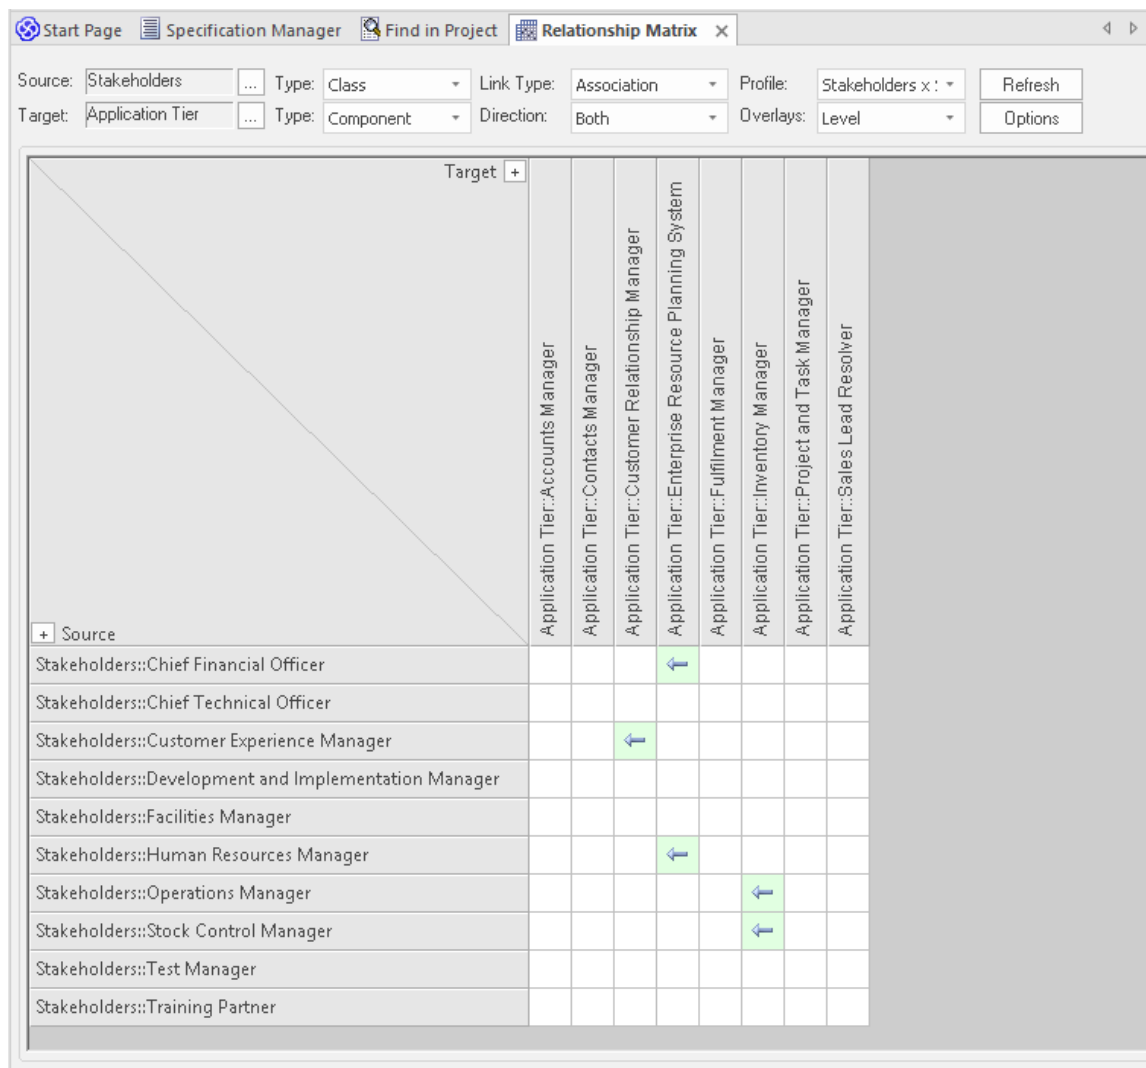 Start Page Specification Manager Find in Project Relationship Matrix
Source: Stakeholders ... Type: Class Link Type: Association Profile: Stakeholders x Refresh
Target: Application Tier ... Type: Component Direction: Both Overlays: Level Options
Target +
Application Tier::Accounts Manager
Application Tier::Contacts Manager
Application Tier::Customer Relationship Manager
Application Tier::Enterprise Resource Planning System
Application Tier::Fulfilment Manager
Application Tier::Inventory Manager
Application Tier::Project and Task Manager
Application Tier::Sales Lead Resolver
+ Source
Stakeholders::Chief Financial Officer
Stakeholders::Chief Technical Officer
Stakeholders::Customer Experience Manager
Stakeholders::Development and Implementation Manager
Stakeholders::Facilities Manager
Stakeholders::Human Resources Manager
Stakeholders::Operations Manager
Stakeholders::Stock Control Manager
Stakeholders::Test Manager
Stakeholders::Training Partner